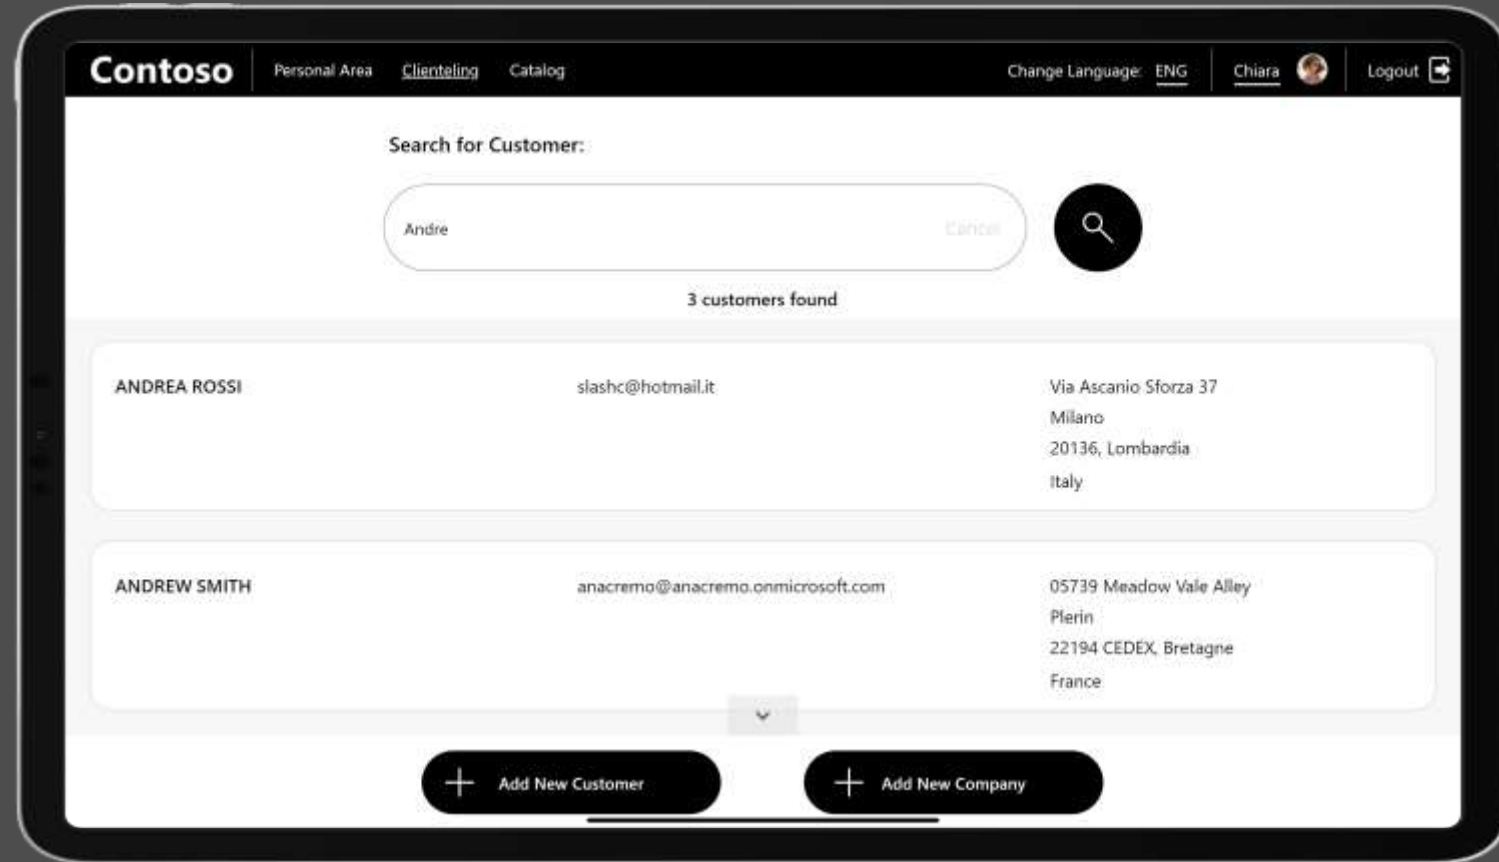 Contoso Personal Area Clienteling Catalog Change Language: ENG Chiara Logout
Search for Customer:
Andre Cancel
3 customers found
ANDREA ROSSI slashc@hotmail.it Via Ascanio Sforza 37
Milano
20136, Lombardia
Italy
ANDREW SMITH anacremo@anacremo.onmicrosoft.com 05739 Meadow Vale Alley
Plerin
22194 CEDEX, Bretagne
France
Add New Customer Add New Company